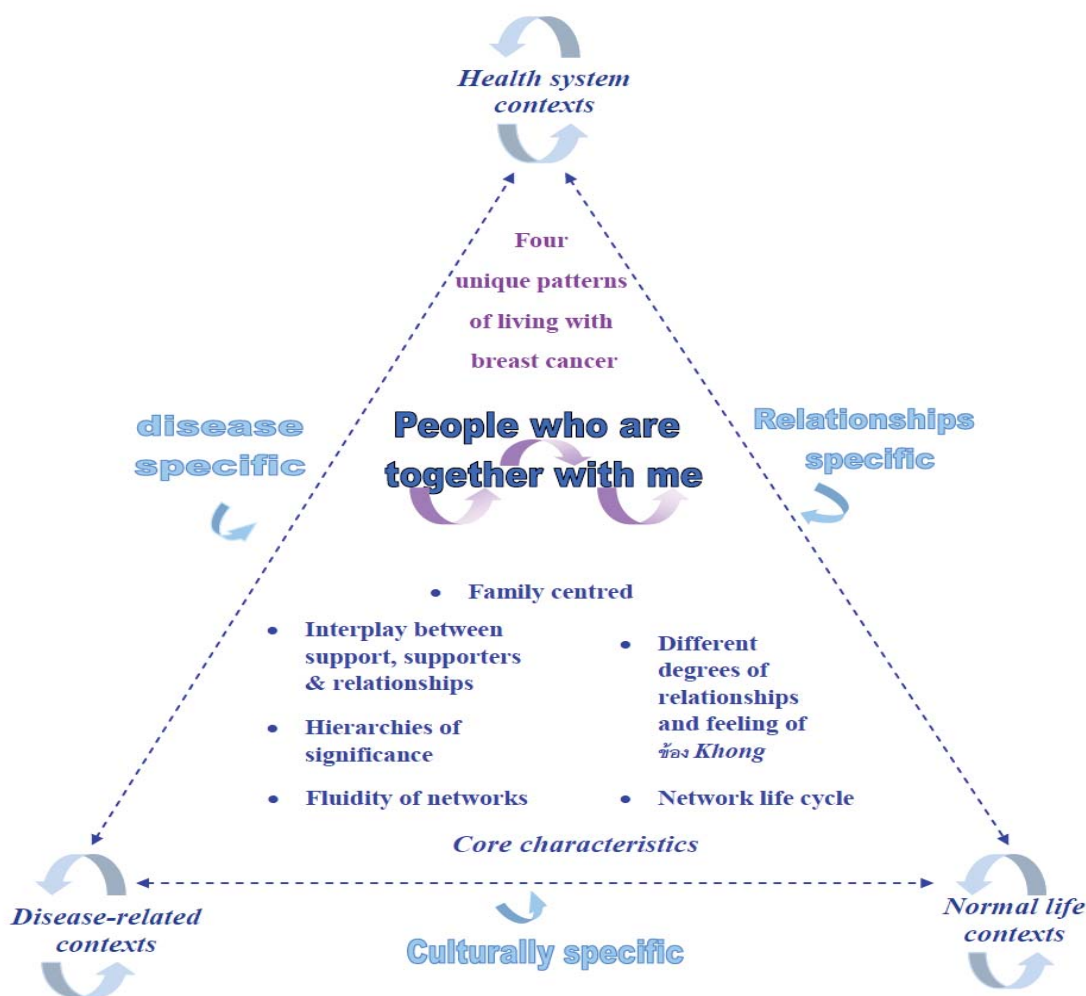 Health system
contexts
Four
unique patterns
of living with
breast cancer
disease
specific
People who are
together with me
Relationships
specific
• Family centred
• Interplay between
support, supporters
& relationships
• Hierarchies of
significance
• Fluidity of networks
• Different
degrees of
relationships
and feeling of
ข้อง Khong
• Network life cycle
Core characteristics
Disease-related
contexts
Culturally specific
Normal life
contexts